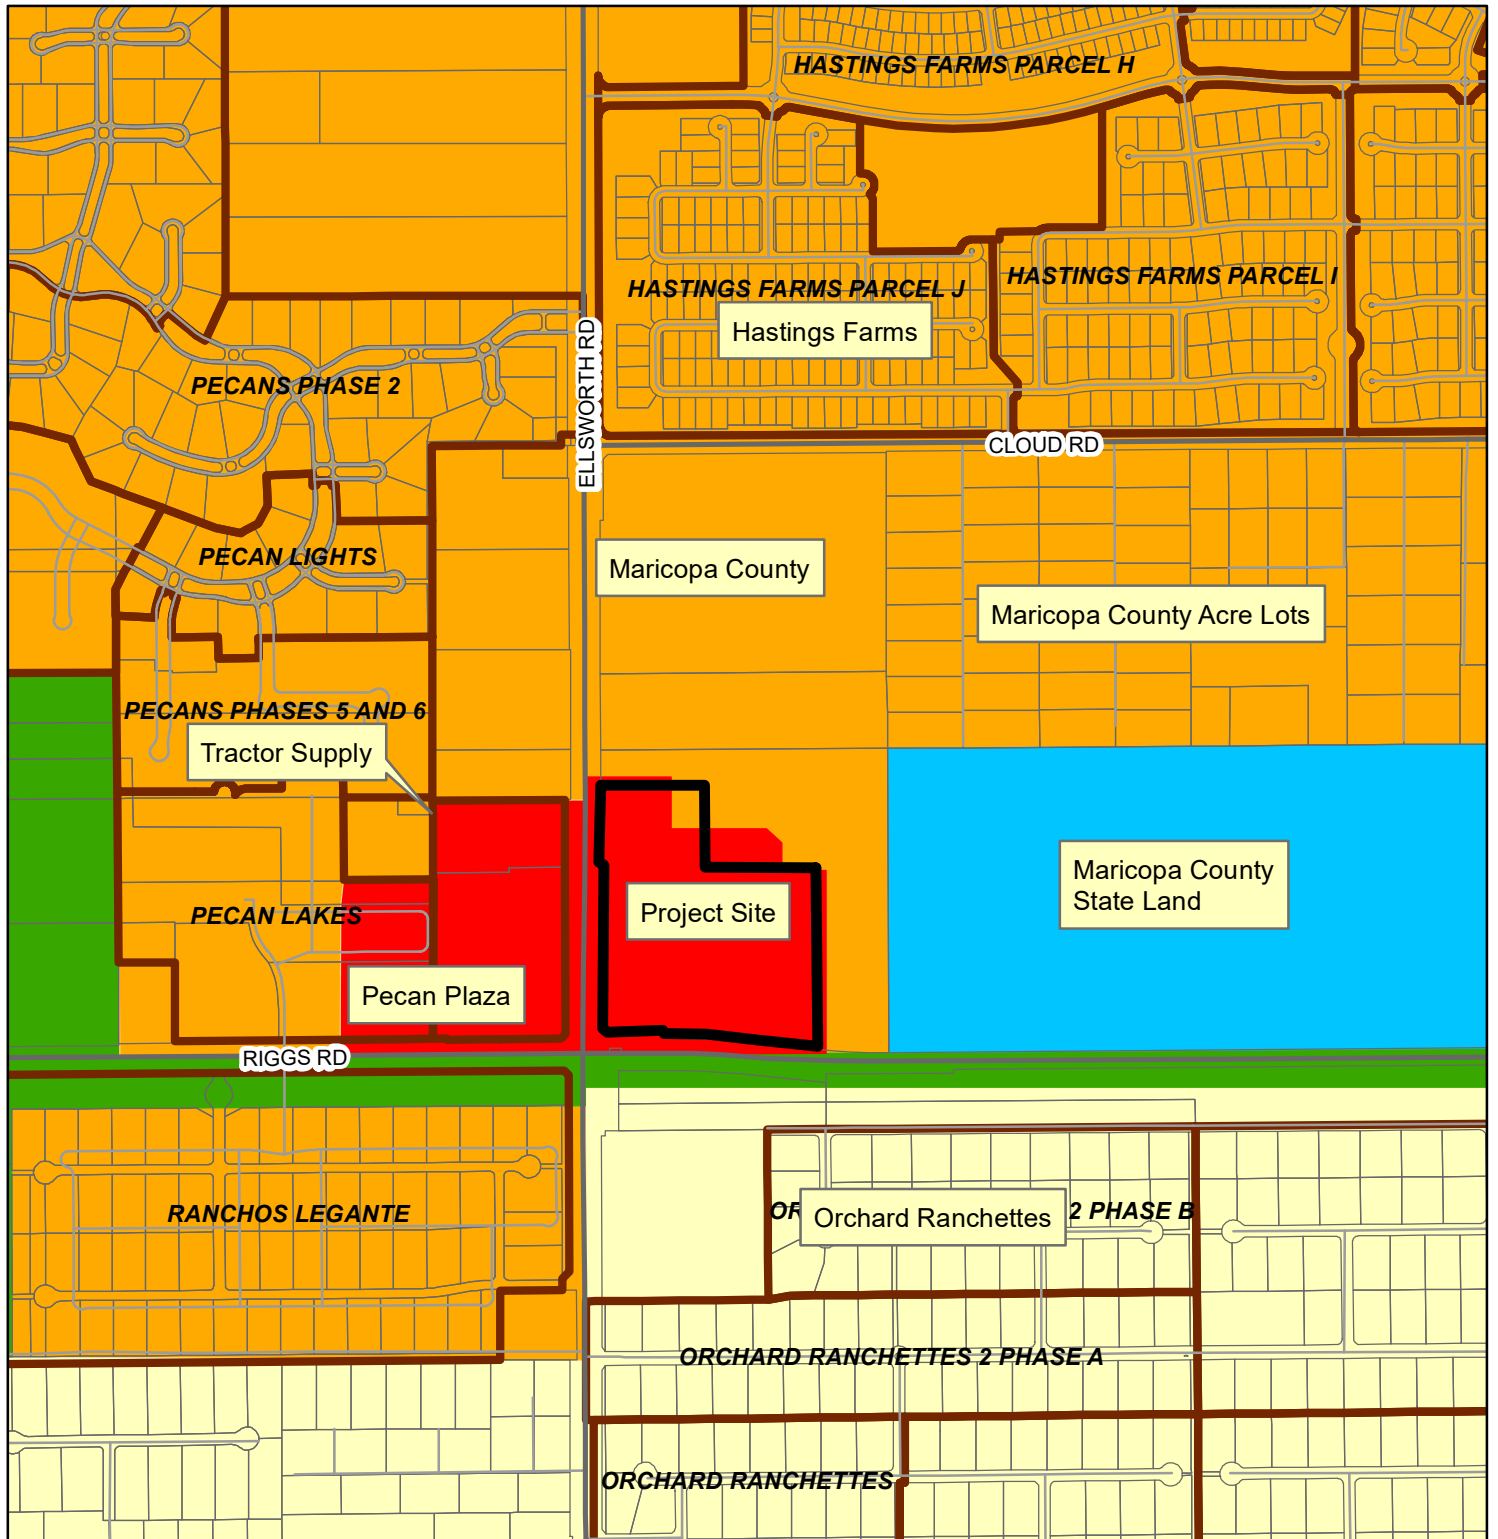 HASTINGS FARMS PARCEL H
HASTINGS FARMS PARCEL I
HASTINGS FARMS PARCEL J
Hastings Farms
ELLSWORTH RD
PECANS PHASE 2
CLOUD RD
PECAN LIGHTS
Maricopa County
Maricopa County Acre Lots
PECANS PHASES 5 AND 6
Tractor Supply
Maricopa County
State Land
Project Site
PECAN LAKES
Pecan Plaza
RIGGS RD
RANCHOS LEGANTE
OR
Orchard Ranchettes
2 PHASE B
ORCHARD RANCHETTES 2 PHASE A
ORCHARD RANCHETTES